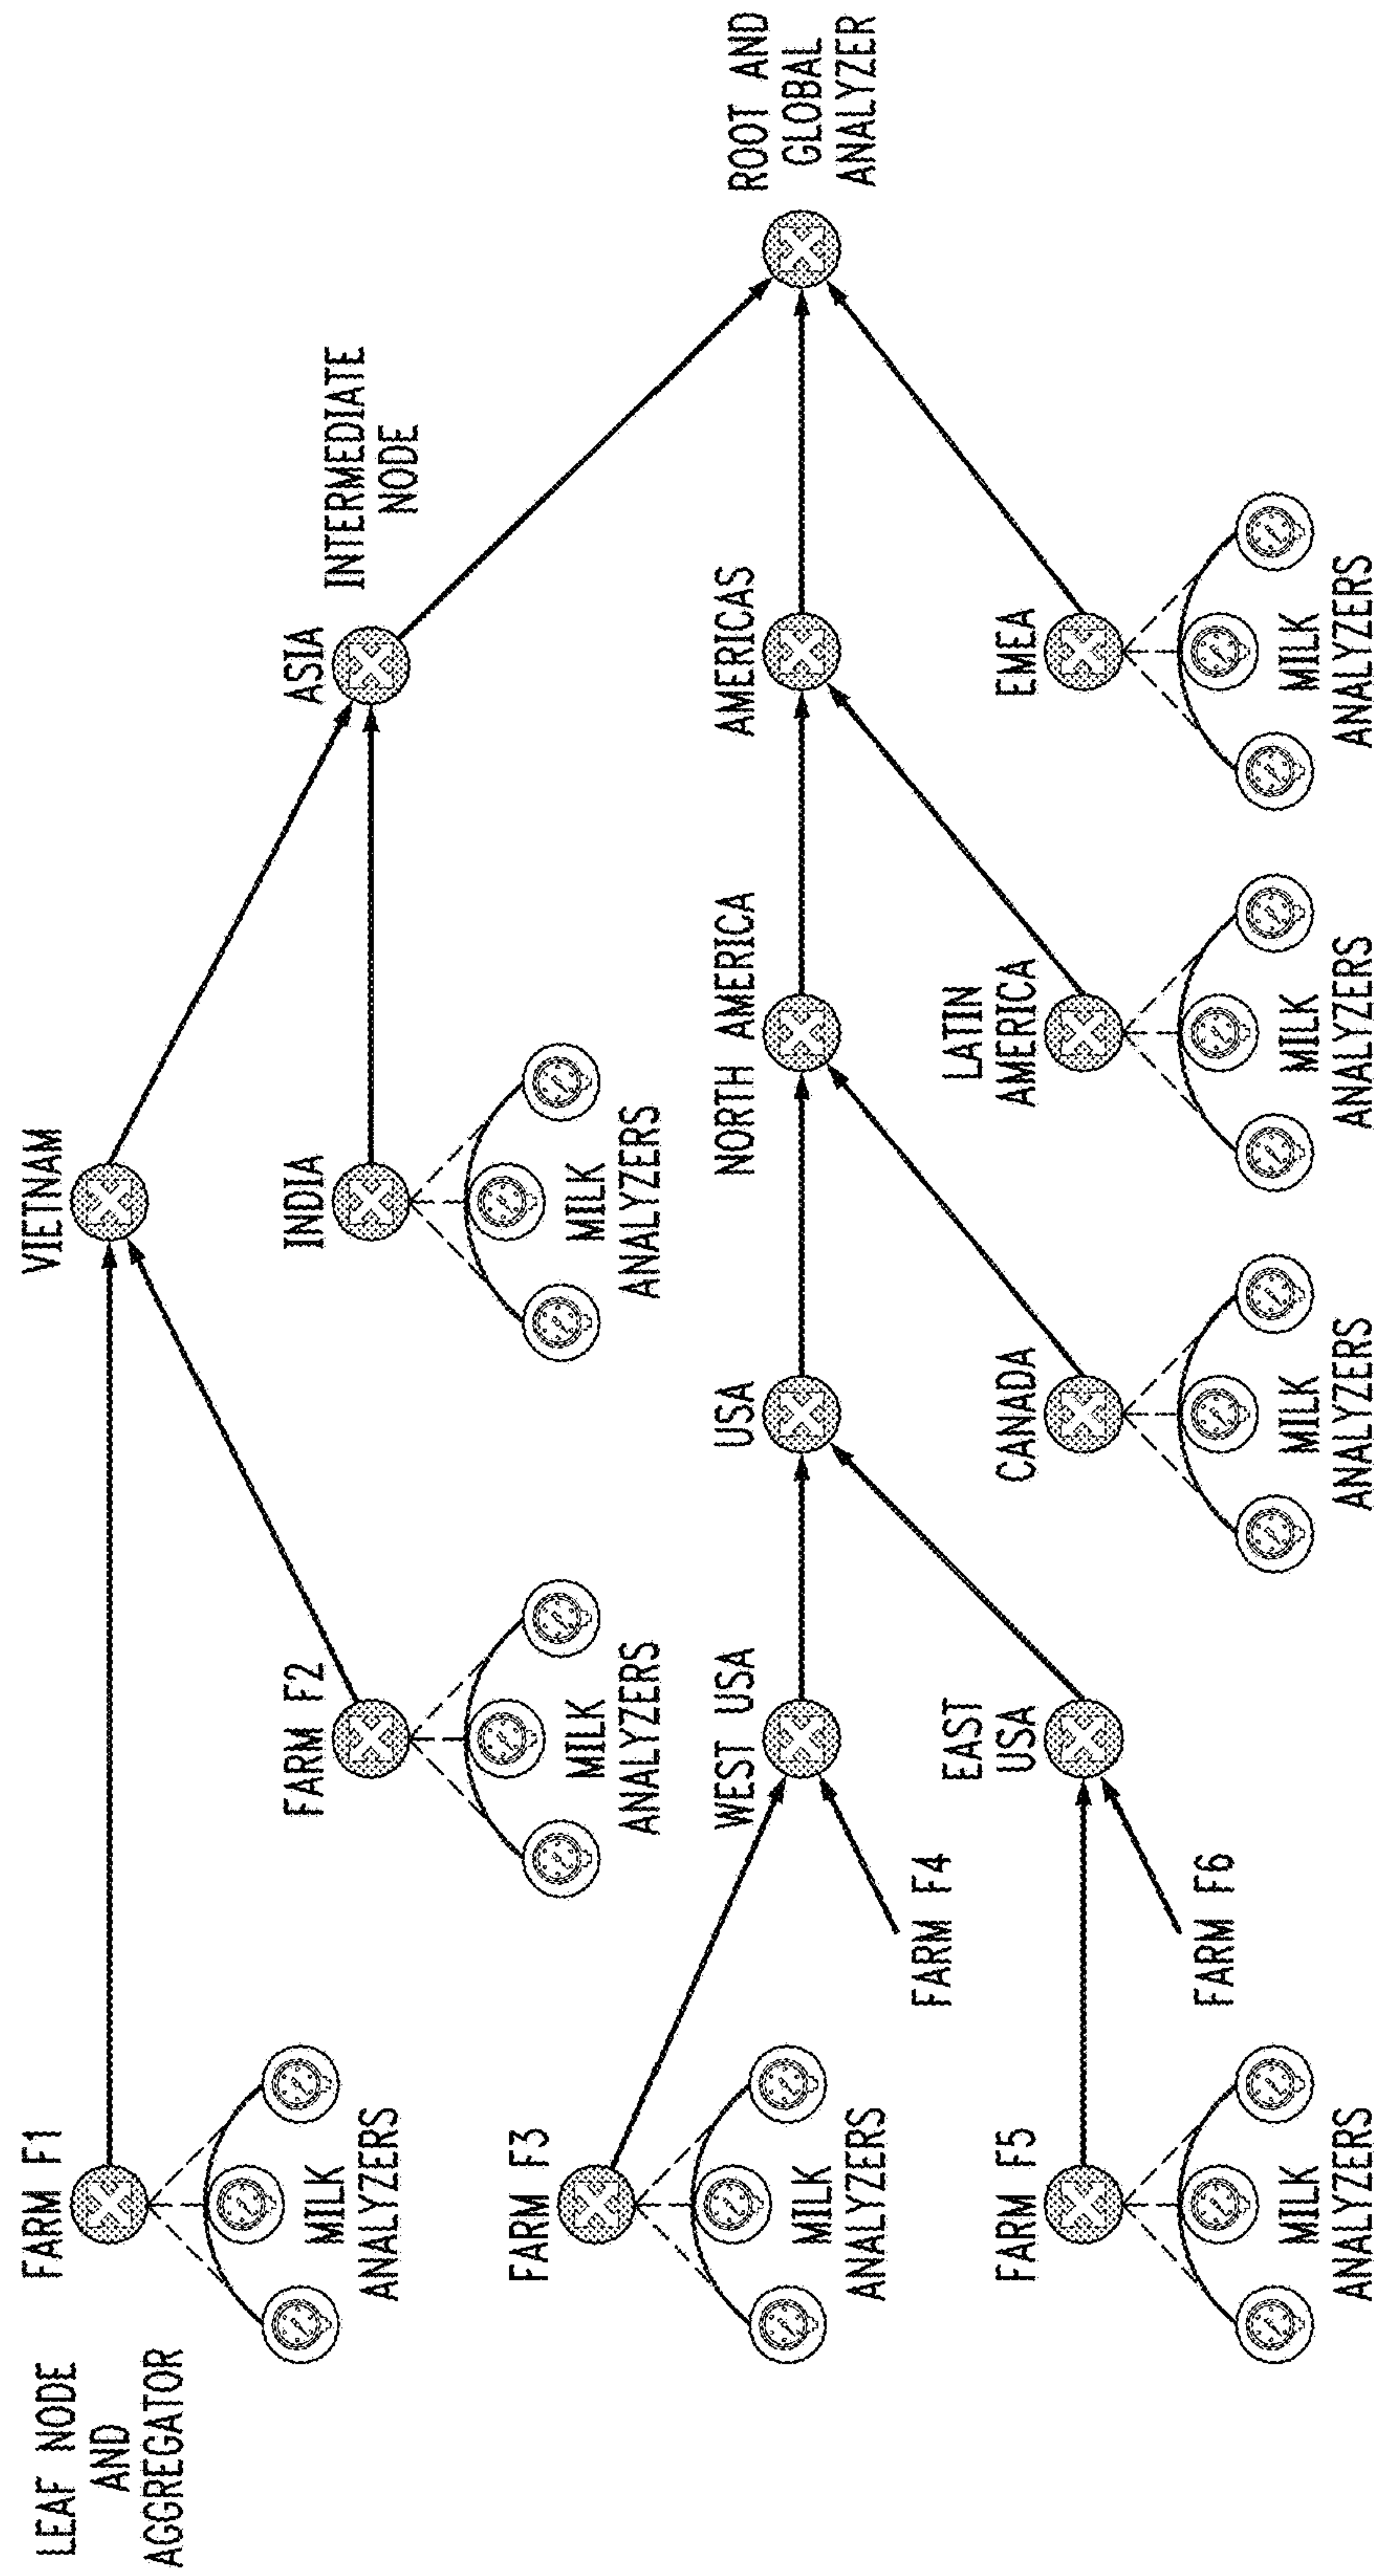 LEAF NODE
AND
AGGREGATOR
FARM F1
MILK
ANALYZERS
VIETNAM
FARM F2
MILK
ANALYZERS
INDIA
MILK
ANALYZERS
ASIA
INTERMEDIATE
NODE
FARM F3
MILK
ANALYZERS
WEST USA
FARM F4
USA
NORTH AMERICA
AMERICAS
ROOT AND
GLOBAL
ANALYZER
FARM F5
MILK
ANALYZERS
EAST
USA
FARM F6
CANADA
MILK
ANALYZERS
LATIN
AMERICA
MILK
ANALYZERS
EMEA
MILK
ANALYZERS